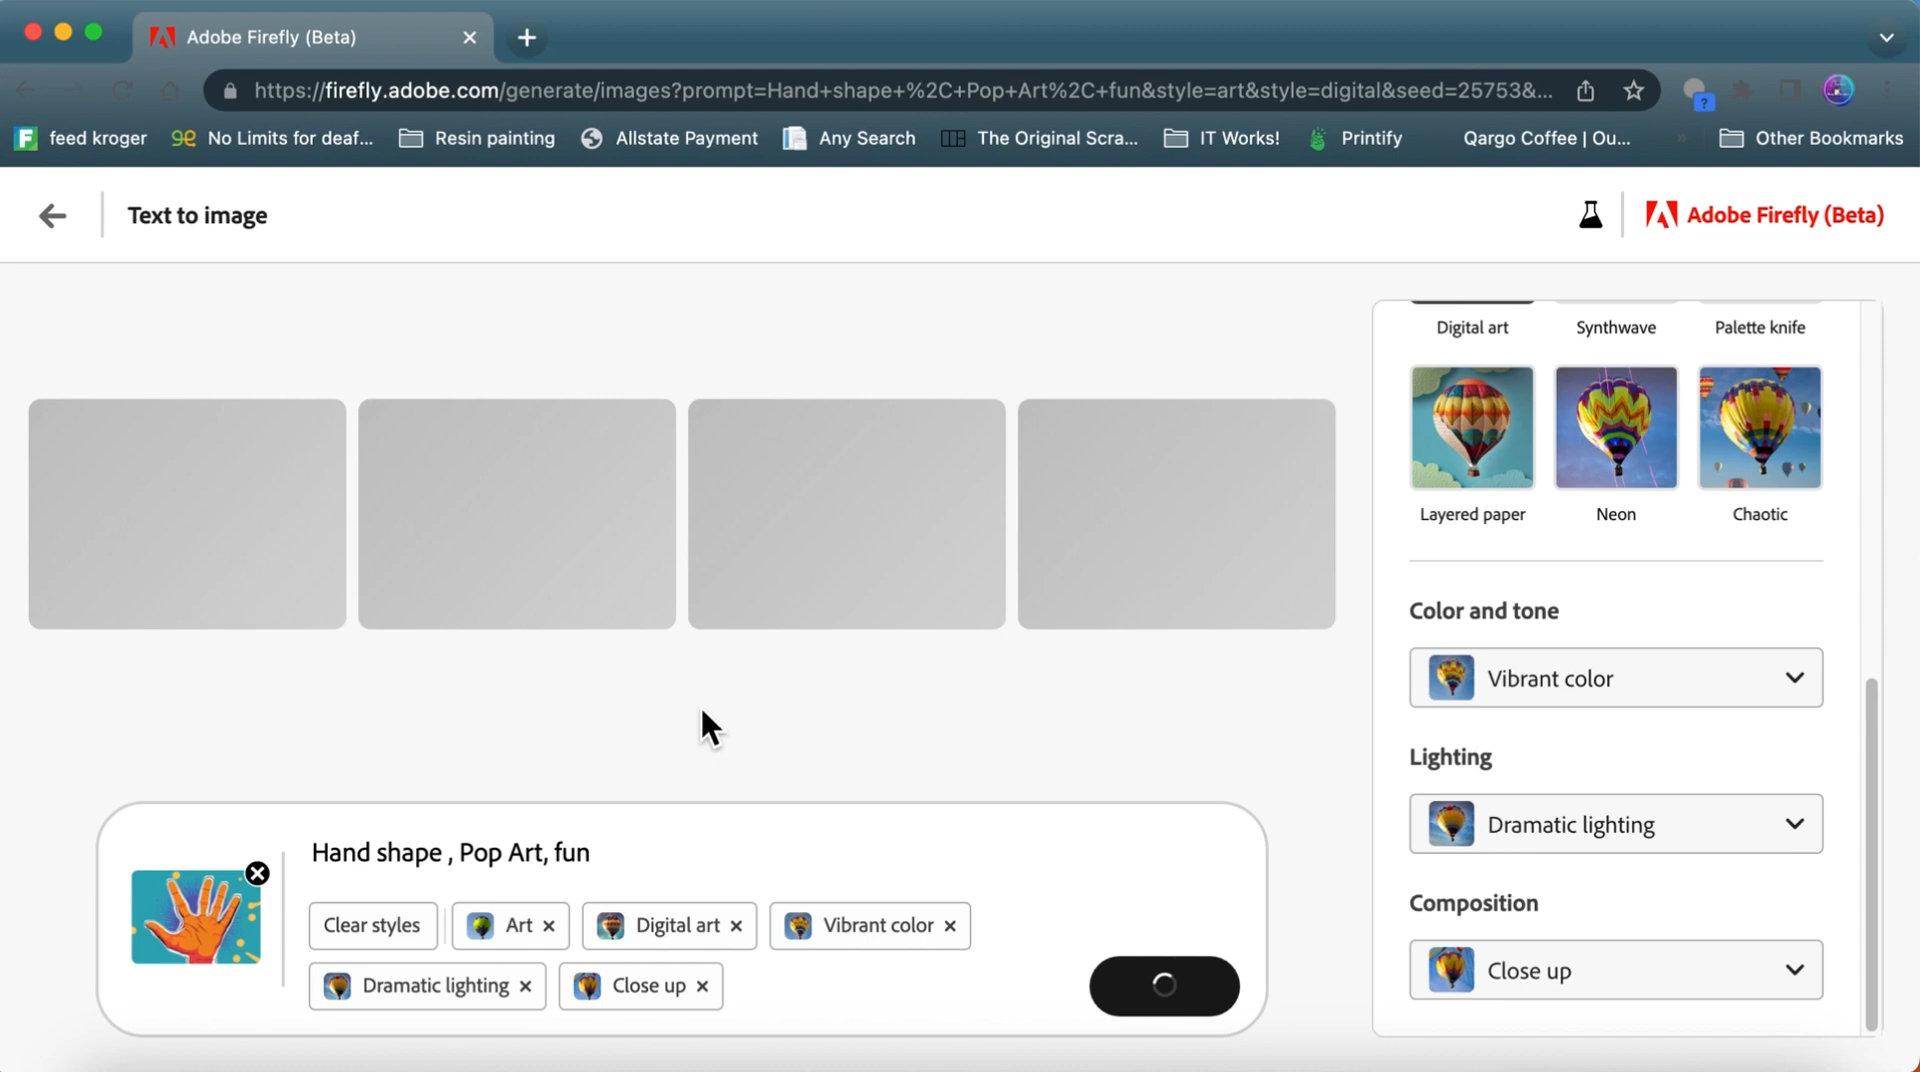 Adobe Firefly (Beta)
https://firefly.adobe.com/generate/images?prompt=Hand+shape+%2C+Pop+Art%2C+fun&style=art&style=digital&seed=25753&...
?
feed kroger
No Limits for deaf...
Resin painting
Allstate Payment
Any Search
The Original Scra...
IT Works!
Printify
Qargo Coffee | Ou...
»
Other Bookmarks
Text to image
Adobe Firefly (Beta)
Digital art
Synthwave
Palette knife
Layered paper
Neon
Chaotic
Color and tone
Vibrant color
Lighting
Dramatic lighting
Composition
Close up
Hand shape , Pop Art, fun
Clear styles
Art
Digital art
Vibrant color
Dramatic lighting
Close up